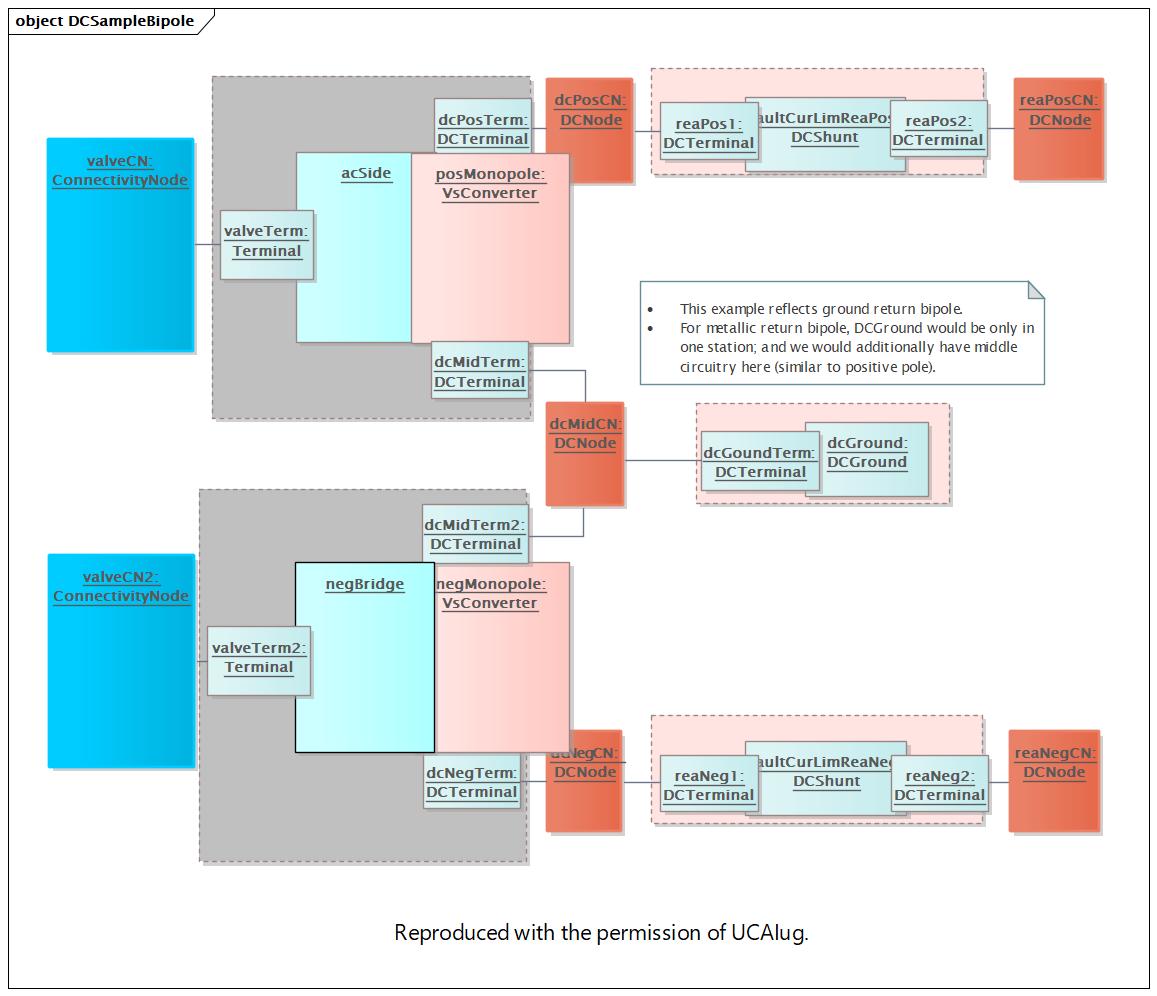 object DCSampleBipole
valveCN:
ConnectivityNode
valveTerm:
Terminal
acSide
dcPosTerm:
DCTerminal
posMonopole:
VsConverter
dcMidTerm:
DCTerminal
dcPosCN:
DCNode
reaPos1:
DCTerminal
aultCurLimReaPos
DCShunt
reaPos2:
DCTerminal
reaPosCN:
DCNode
• This example reflects ground return bipole.
• For metallic return bipole, DCGround would be only in
one station; and we would additionally have middle
circuitry here (similar to positive pole).
dcMidCN:
DCNode
dcGoundTerm:
DCTerminal
dcGround:
DCGround
valveCN2:
ConnectivityNode
valveTerm2:
Terminal
negBridge
dcMidTerm2:
DCTerminal
negMonopole:
VsConverter
dcNegTerm:
DCTerminal
dcNegCN:
DCNode
reaNeg1:
DCTerminal
aultCurLimReaNeg
DCShunt
reaNeg2:
DCTerminal
reaNegCN:
DCNode
Reproduced with the permission of UCAIug.